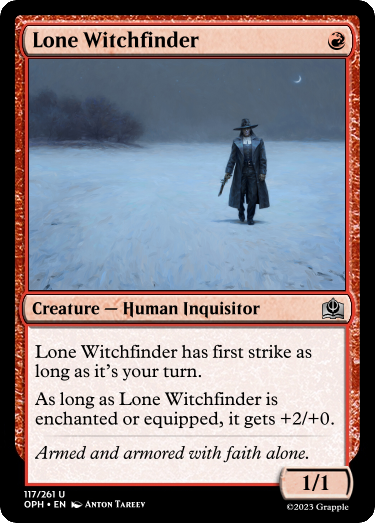 Lone Witchfinder
Creature — Human Inquisitor
Lone Witchfinder has first strike as
long as it's your turn.
As long as Lone Witchfinder is
enchanted or equipped, it gets +2/+0.
Armed and armored with faith alone.
1/1
117/261 U
OPH • EN Anton Tareev
©2023 Grapple